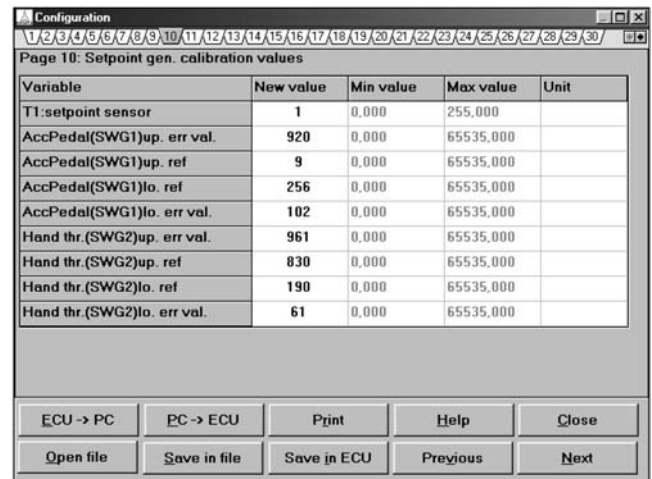 Configuration
1 2 3 4 5 6 7 8 9 10 11 12 13 14 15 16 17 18 19 20 21 22 23 24 25 26 27 28 29 30
Page 10: Setpoint gen. calibration values
Variable New value Min value Max value Unit
T1:setpoint sensor 1 0,000 255,000
AccPedal(SWG1)up. err val. 920 0,000 65535,000
AccPedal(SWG1)up. ref 9 0,000 65535,000
AccPedal(SWG1)lo. ref 256 0,000 65535,000
AccPedal(SWG1)lo. err val. 102 0,000 65535,000
Hand thr.(SWG2)up. err val. 961 0,000 65535,000
Hand thr.(SWG2)up. ref 830 0,000 65535,000
Hand thr.(SWG2)lo. ref 190 0,000 65535,000
Hand thr.(SWG2)lo. err val. 61 0,000 65535,000
ECU -> PC PC -> ECU Print Help Close
Open file Save in file Save in ECU Previous Next